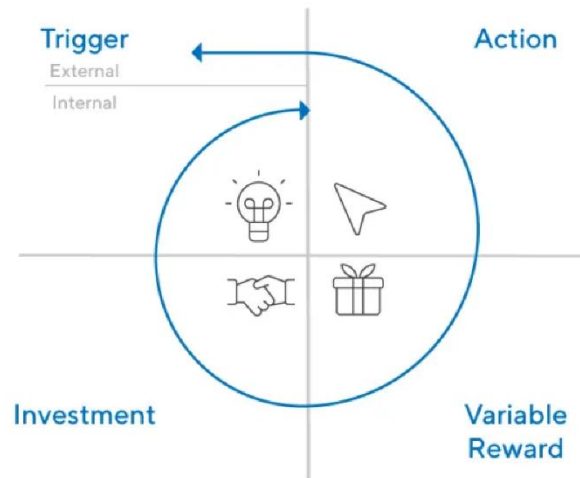 Trigger
External
Internal
Action
Investment
Variable
Reward